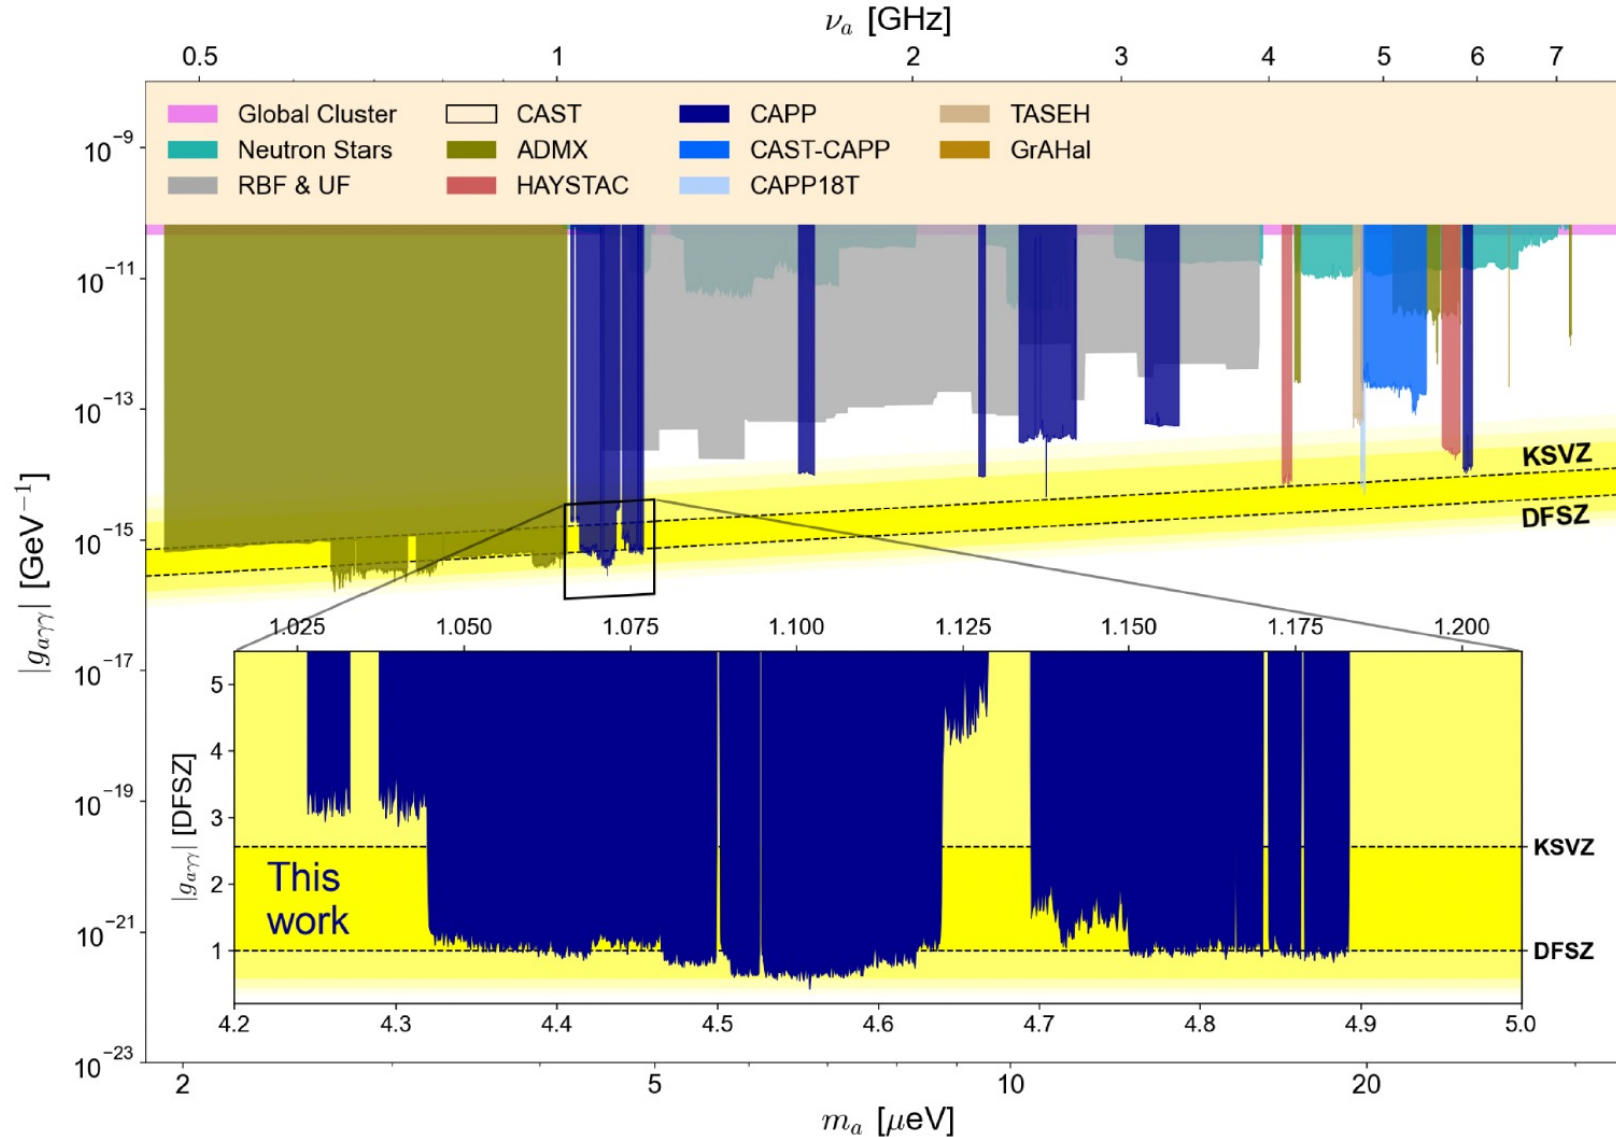 ν_a [GHz]
0.5 1 2 3 4 5 6 7
Global Cluster CAST CAPP TASEH
Neutron Stars ADMX CAST-CAPP GrAHal
RBF & UF HAYSTAC CAPP18T
10⁻⁹
10⁻¹¹
10⁻¹³
10⁻¹⁵
10⁻¹⁷
10⁻¹⁹
10⁻²¹
10⁻²³
|g_{aγγ}| [GeV⁻¹]
KSVZ
DFSZ
1.025 1.050 1.075 1.100 1.125 1.150 1.175 1.200
5
4
3
2
1
|g_{aγγ}| [DFSZ]
This
work
KSVZ
DFSZ
4.2 4.3 4.4 4.5 4.6 4.7 4.8 4.9 5.0
2 5 10 20
m_a [μeV]